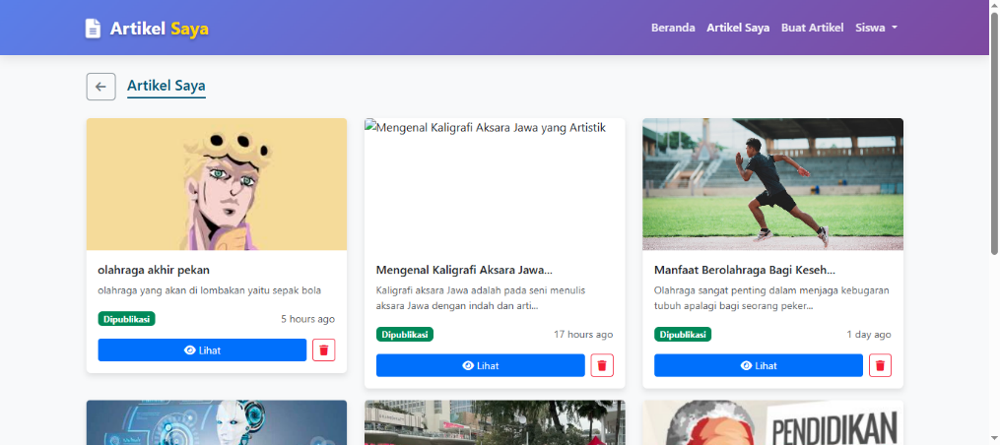 Artikel Saya
Beranda
Artikel Saya
Buat Artikel
Siswa
Artikel Saya
olahraga akhir pekan
olahraga yang akan di lombakan yaitu sepak bola
Dipublikasi
5 hours ago
Lihat
Mengenal Kaligrafi Aksara Jawa yang Artistik
Mengenal Kaligrafi Aksara Jawa...
Kaligrafi aksara Jawa adalah pada seni menulis
aksara Jawa dengan indah dan arti...
Dipublikasi
17 hours ago
Lihat
Manfaat Berolahraga Bagi Keseh...
Olahraga sangat penting dalam menjaga kebugaran
tubuh apalagi bagi seorang peker...
Dipublikasi
1 day ago
Lihat
PENDIDIKAN